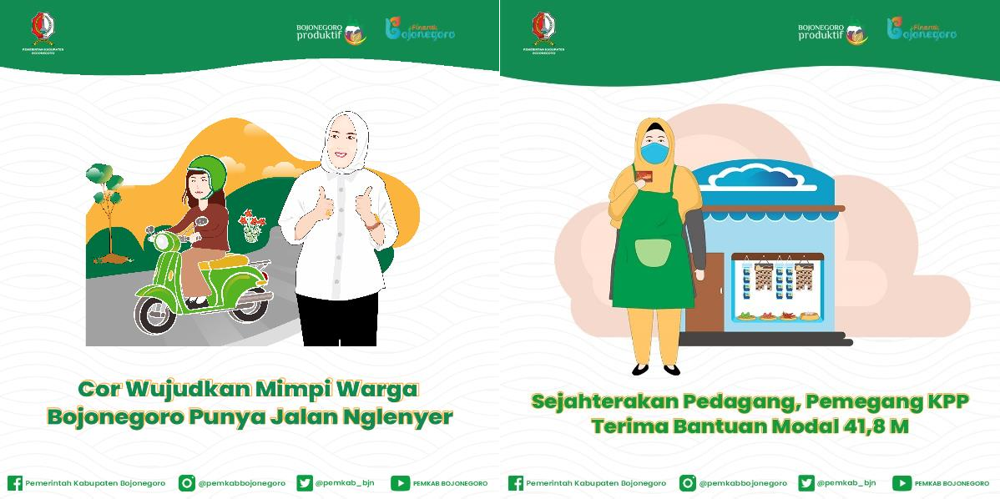 PEMERINTAH KABUPATEN
BOJONEGORO
BOJONEGORO
produktif
Finansi
Bojonegoro
Cor Wujudkan Mimpi Warga
Bojonegoro Punya Jalan Nglenyer
Pemerintah Kabupaten Bojonegoro
@pemkabbojonegoro
@pemkab_bjn
PEMKAB BOJONEGORO
PEMERINTAH KABUPATEN
BOJONEGORO
BOJONEGORO
produktif
Finansi
Bojonegoro
Sejahterakan Pedagang, Pemegang KPP
Terima Bantuan Modal 41,8 M
Pemerintah Kabupaten Bojonegoro
@pemkabbojonegoro
@pemkab_bjn
PEMKAB BOJONEGORO